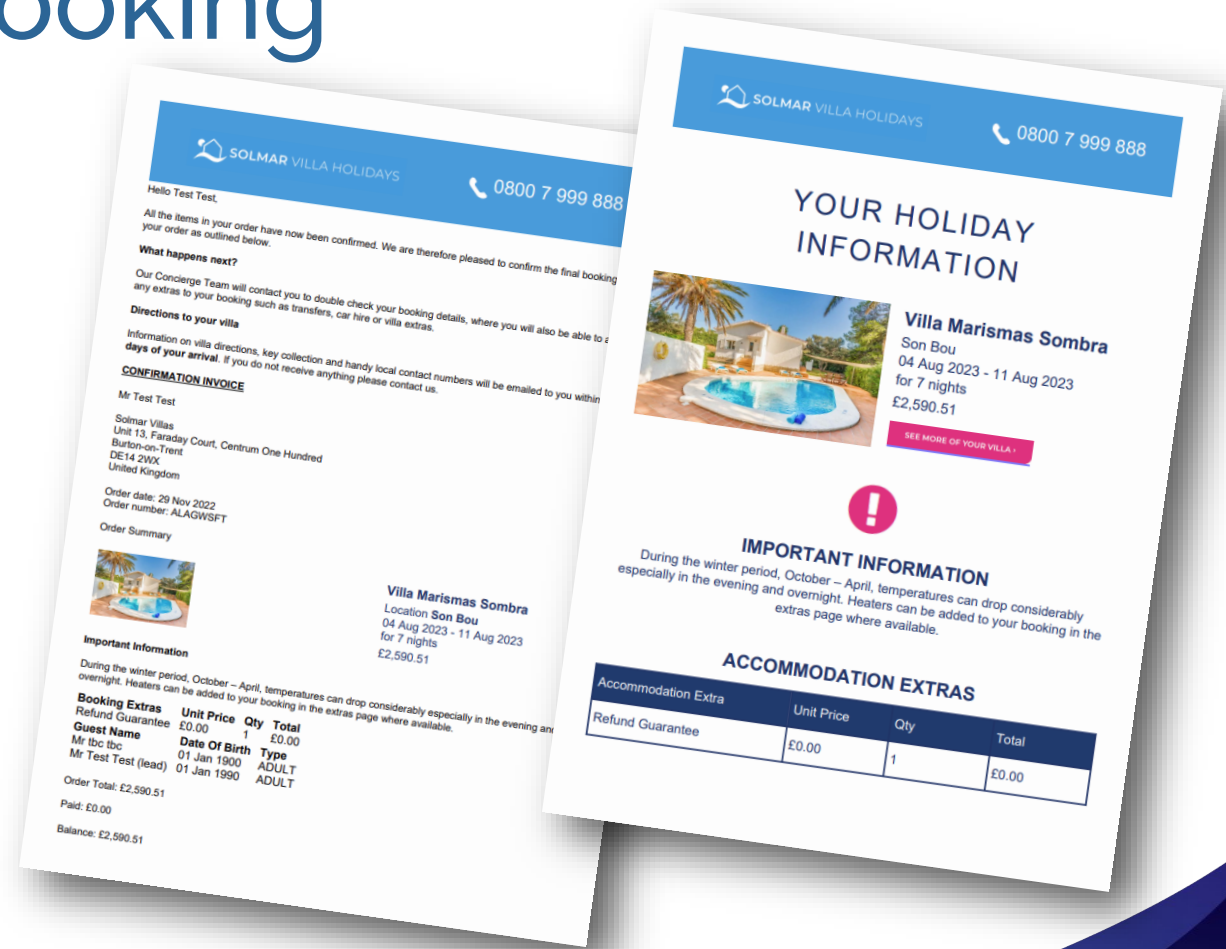 ooking
SOLMAR VILLA HOLIDAYS
0800 7 999 888
Hello Test Test,
All the items in your order have now been confirmed. We are therefore pleased to confirm the final booking
your order as outlined below.
What happens next?
Our Concierge Team will contact you to double check your booking details, where you will also be able to a
any extras to your booking such as transfers, car hire or villa extras.
Directions to your villa
Information on villa directions, key collection and handy local contact numbers will be emailed to you within
days of your arrival. If you do not receive anything please contact us.
CONFIRMATION INVOICE
Mr Test Test
Solmar Villas
Unit 13, Faraday Court, Centrum One Hundred
Burton-on-Trent
DE14 2WX
United Kingdom
Order date: 29 Nov 2022
Order number: ALAGWSFT
Order Summary
Villa Marismas Sombra
Location Son Bou
04 Aug 2023 - 11 Aug 2023
for 7 nights
£2,590.51
Important Information
During the winter period, October – April, temperatures can drop considerably especially in the evening and
overnight. Heaters can be added to your booking in the extras page where available.
Booking Extras Unit Price Qty Total
Refund Guarantee £0.00 1 £0.00
Guest Name Date Of Birth Type
Mr tbc tbc 01 Jan 1900 ADULT
Mr Test Test (lead) 01 Jan 1990 ADULT
Order Total: £2,590.51
Paid: £0.00
Balance: £2,590.51
SOLMAR VILLA HOLIDAYS
0800 7 999 888
YOUR HOLIDAY
INFORMATION
Villa Marismas Sombra
Son Bou
04 Aug 2023 - 11 Aug 2023
for 7 nights
£2,590.51
SEE MORE OF YOUR VILLA ›
IMPORTANT INFORMATION
During the winter period, October – April, temperatures can drop considerably
especially in the evening and overnight. Heaters can be added to your booking in the
extras page where available.
ACCOMMODATION EXTRAS
Accommodation Extra Unit Price Qty Total
Refund Guarantee £0.00 1 £0.00